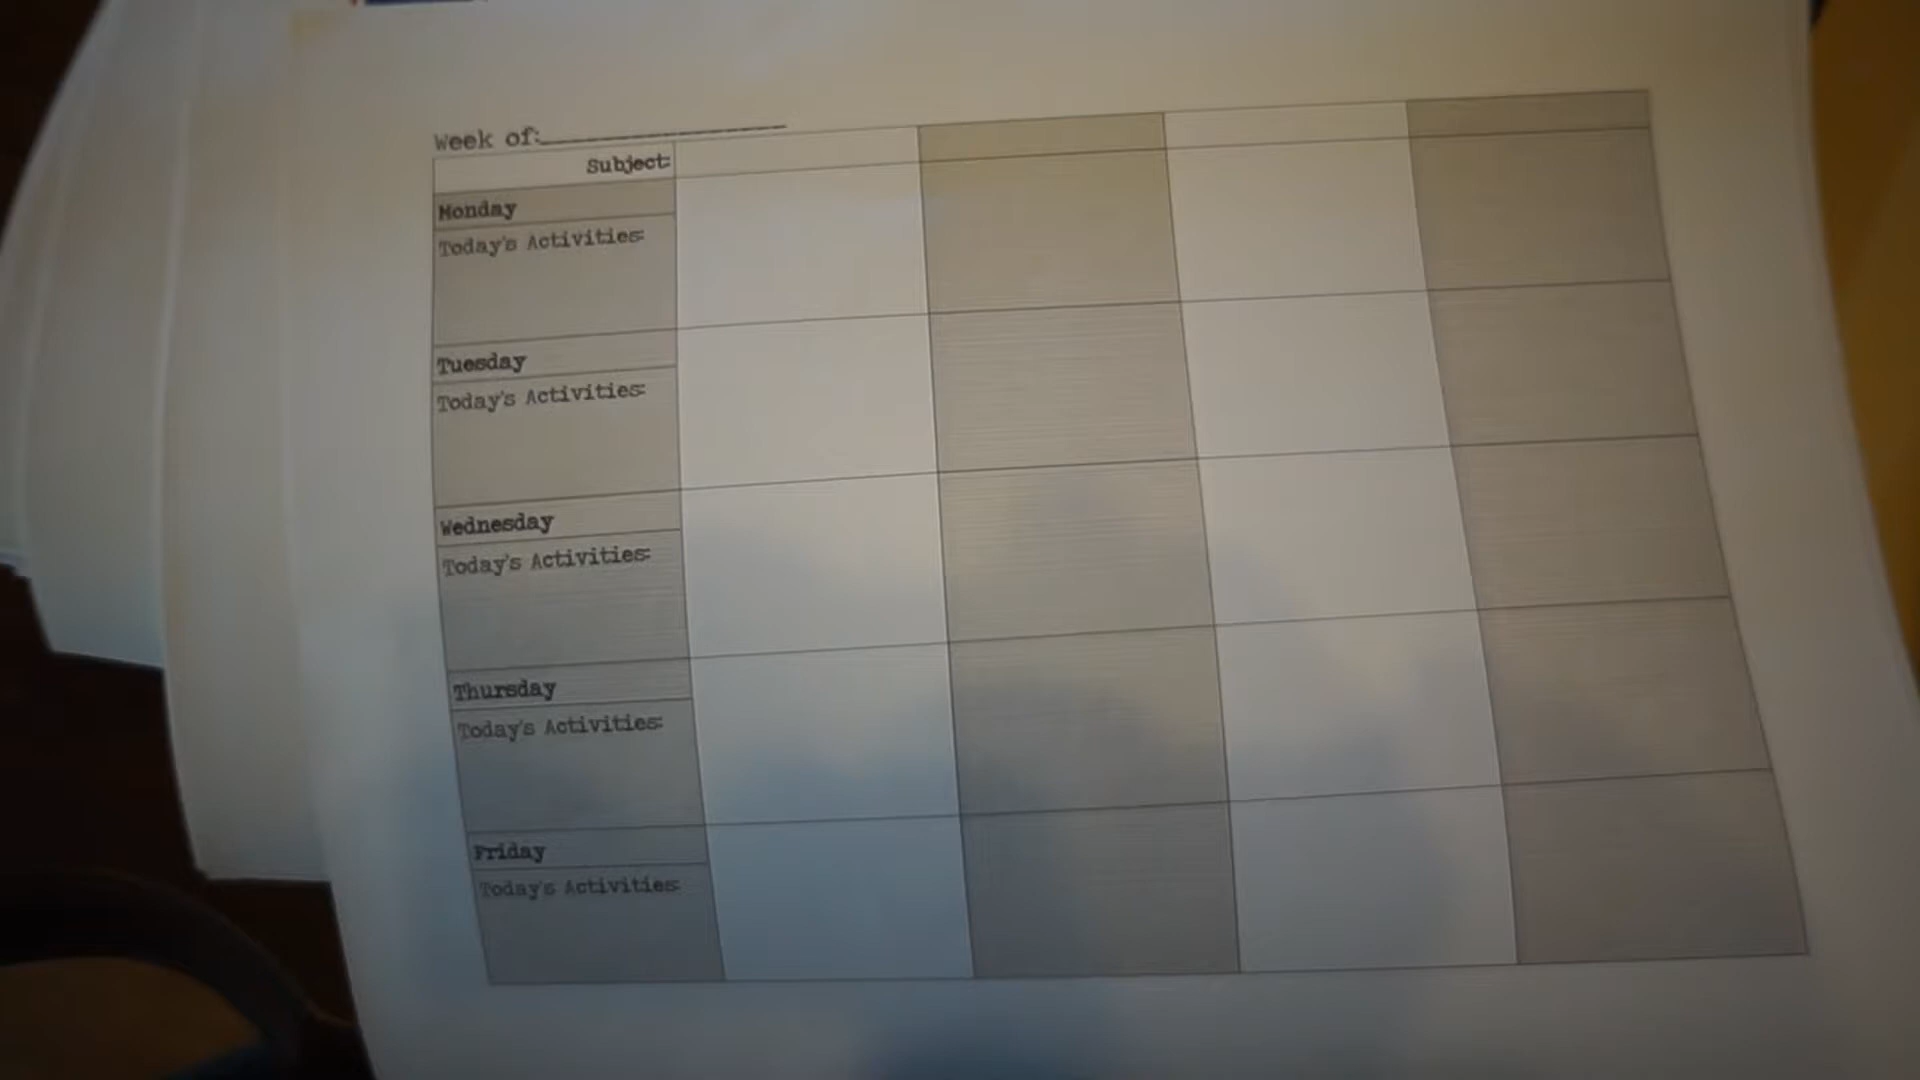 Week of:
Subject:
Monday
Today's Activities:
Tuesday
Today's Activities:
Wednesday
Today's Activities:
Thursday
Today's Activities:
Friday
Today's Activities: